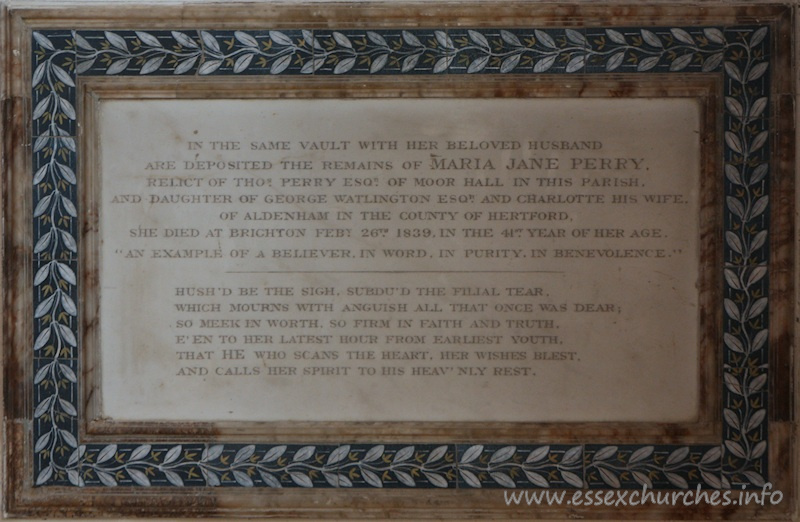 IN THE SAME VAULT WITH HER BELOVED HUSBAND
ARE DEPOSITED THE REMAINS OF MARIA JANE PERRY,
RELICT OF THOS. PERRY ESQR. OF MOOR HALL IN THIS PARISH,
AND DAUGHTER OF GEORGE WATLINGTON ESQR. AND CHARLOTTE HIS WIFE,
OF ALDENHAM IN THE COUNTY OF HERTFORD,
SHE DIED AT BRIGHTON FEBY. 26TH. 1839, IN THE 41ST. YEAR OF HER AGE.
"AN EXAMPLE OF A BELIEVER, IN WORD, IN PURITY, IN BENEVOLENCE."
HUSH'D BE THE SIGH, SUBDU'D THE FILIAL TEAR,
WHICH MOURNS WITH ANGUISH ALL THAT ONCE WAS DEAR;
SO MEEK IN WORTH, SO FIRM IN FAITH AND TRUTH,
E'EN TO HER LATEST HOUR FROM EARLIEST YOUTH,
THAT HE WHO SCANS THE HEART, HER WISHES BLEST,
AND CALLS HER SPIRIT TO HIS HEAV'NLY REST.
www.essexchurches.info